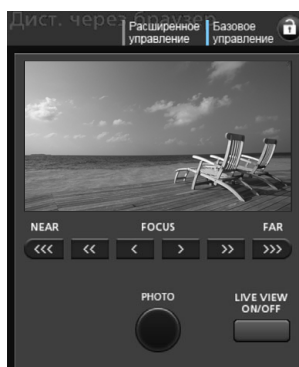 Дист. через браузер
Расширенное
управление
Базовое
управление
NEAR FOCUS FAR
<<< << < > >> >>>
PHOTO
LIVE VIEW
ON/OFF